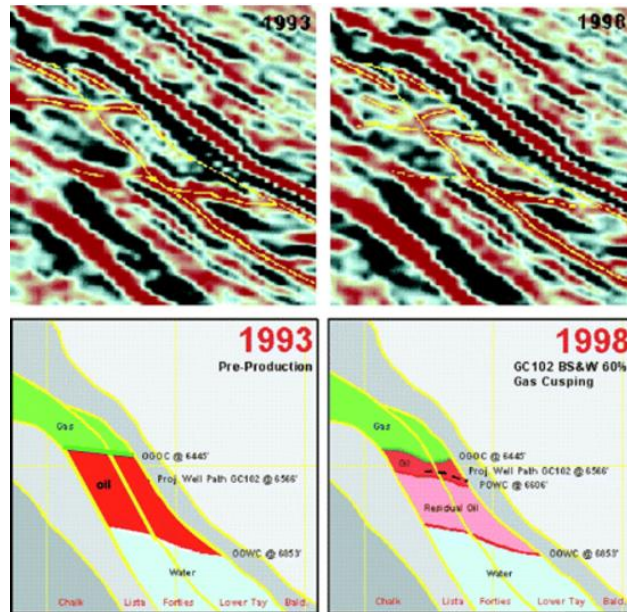 1993
1998
1993
Pre-Production
Gas
OGOC @ 6445'
Proj. Well Path GC102 @ 6566'
Oil
OOWC @ 6853'
Water
Chalk Lista Forties Lower Tay Bald.
1998
GC102 BS&W 60%
Gas Cusping
Gas
OGOC @ 6445'
Oil
Proj. Well Path GC102 @ 6566'
POWC @ 6606'
Residual Oil
OOWC @ 6853'
Water
Chalk Lista Forties Lower Tay Bald.